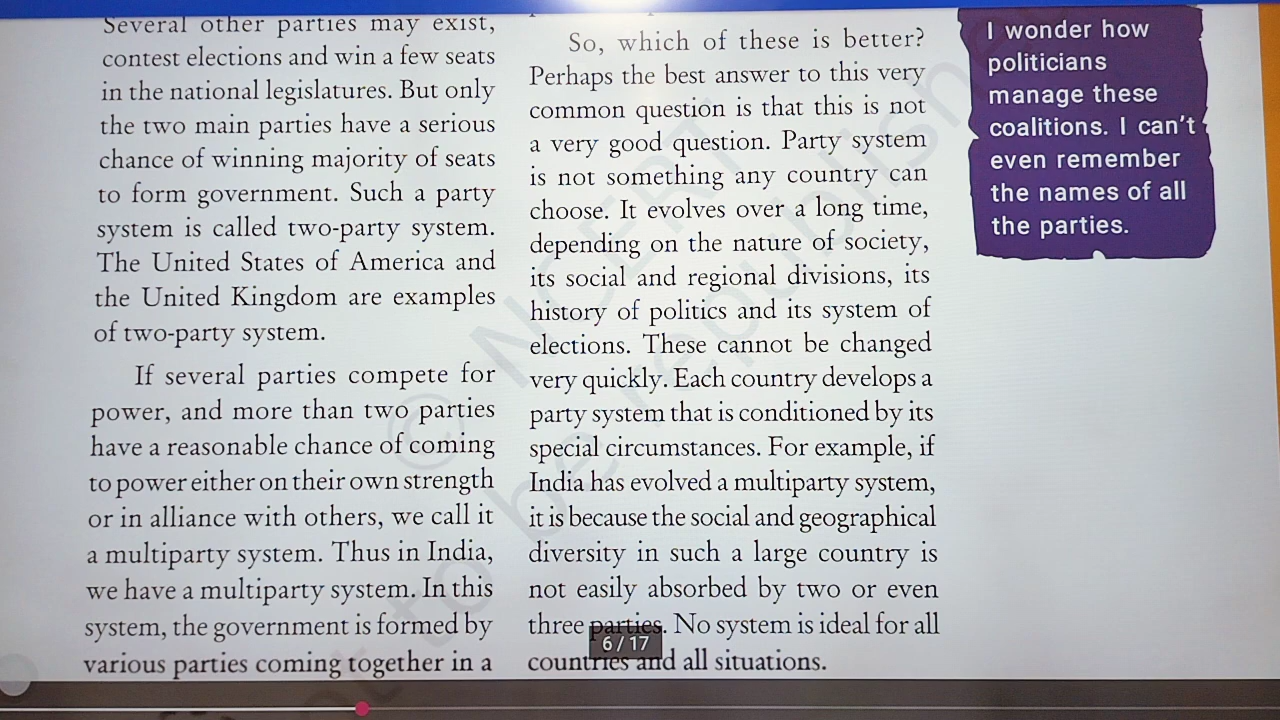 Several other parties may exist,
contest elections and win a few seats
in the national legislatures. But only
the two main parties have a serious
chance of winning majority of seats
to form government. Such a party
system is called two-party system.
The United States of America and
the United Kingdom are examples
of two-party system.
If several parties compete for
power, and more than two parties
have a reasonable chance of coming
to power either on their own strength
or in alliance with others, we call it
a multiparty system. Thus in India,
we have a multiparty system. In this
system, the government is formed by
various parties coming together in a
So, which of these is better?
Perhaps the best answer to this very
common question is that this is not
a very good question. Party system
is not something any country can
choose. It evolves over a long time,
depending on the nature of society,
its social and regional divisions, its
history of politics and its system of
elections. These cannot be changed
very quickly. Each country develops a
party system that is conditioned by its
special circumstances. For example, if
India has evolved a multiparty system,
it is because the social and geographical
diversity in such a large country is
not easily absorbed by two or even
three parties. No system is ideal for all
countries and all situations.
I wonder how
politicians
manage these
coalitions. I can't
even remember
the names of all
the parties.
6 / 17
© NCERT
to be republishe